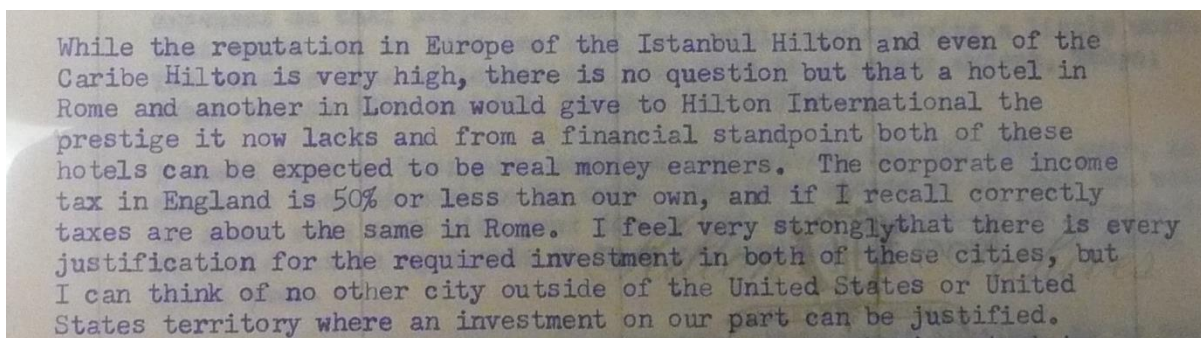 While the reputation in Europe of the Istanbul Hilton and even of the
Caribe Hilton is very high, there is no question but that a hotel in
Rome and another in London would give to Hilton International the
prestige it now lacks and from a financial standpoint both of these
hotels can be expected to be real money earners.  The corporate income
tax in England is 50% or less than our own, and if I recall correctly
taxes are about the same in Rome.  I feel very stronglythat there is every
justification for the required investment in both of these cities, but
I can think of no other city outside of the United States or United
States territory where an investment on our part can be justified.